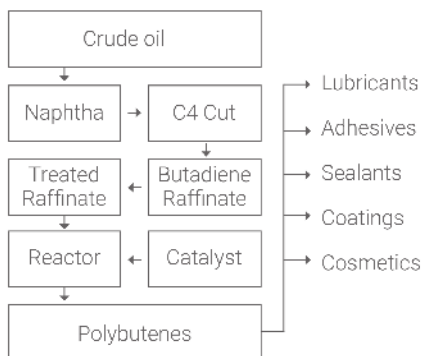 Crude oil
Naphtha
C4 Cut
Treated
Raffinate
Butadiene
Raffinate
Reactor
Catalyst
Polybutenes
Lubricants
Adhesives
Sealants
Coatings
Cosmetics